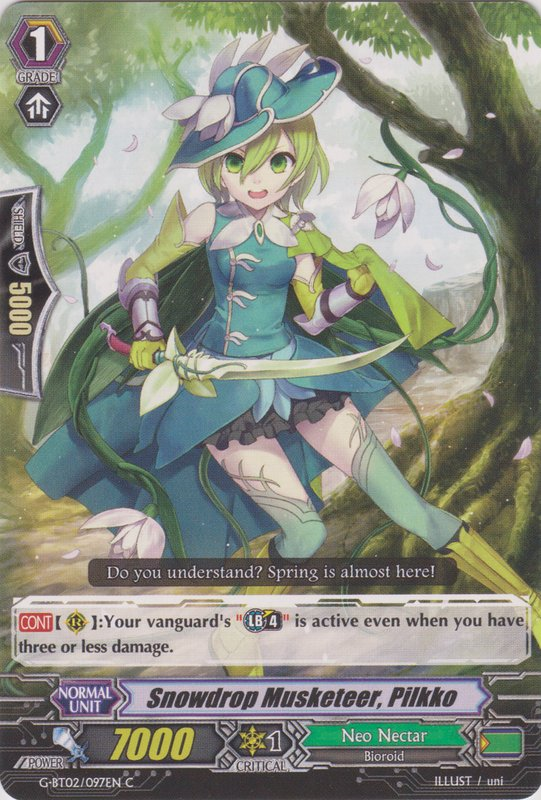 1
GRADE
SHIELD
5000
Do you understand? Spring is almost here!
CONT【 R 】:Your vanguard's "LB 4" is active even when you have
three or less damage.
NORMAL
UNIT
Snowdrop Musketeer, Pilkko
POWER
7000
1
CRITICAL
Neo Nectar
Bioroid
G-BT02/097EN C
ILLUST / uni